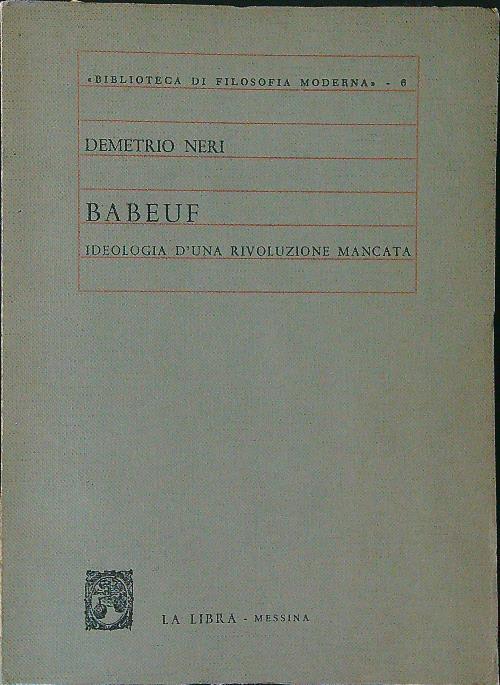 «BIBLIOTECA DI FILOSOFIA MODERNA» - 6
DEMETRIO NERI
BABEUF
IDEOLOGIA D'UNA RIVOLUZIONE MANCATA
LA LIBRA - MESSINA